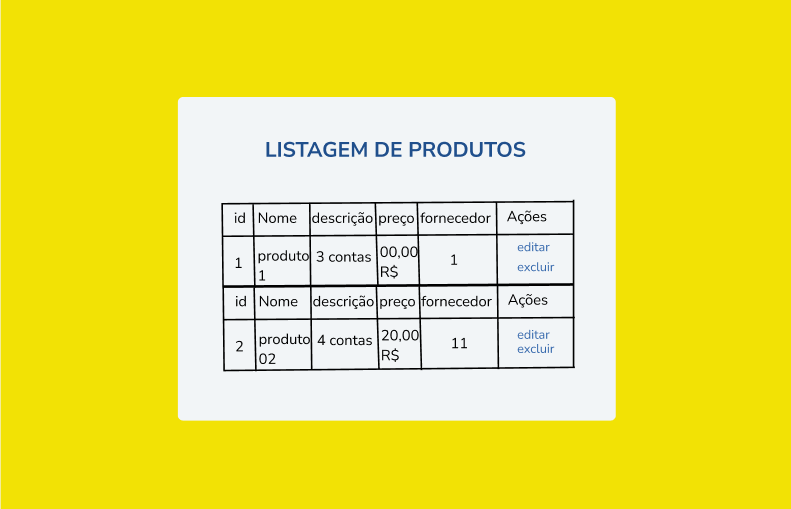 LISTAGEM DE PRODUTOS
id Nome descrição preço fornecedor Ações
1 produto 3 contas 00,00 1 editar
1 R$ excluir
id Nome descrição preço fornecedor Ações
2 produto 4 contas 20,00 11 editar
02 R$ excluir